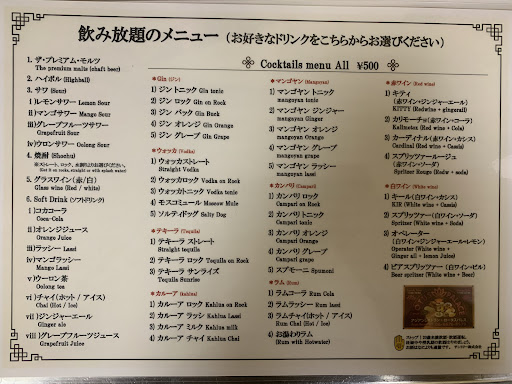 飲み放題のメニュー（お好きなドリンクをこちらからお選びください）
Cocktails menu All ¥500
1. ザ・プレミアム・モルツ
The premium malts (draft beer)
2. ハイボール (Highball)
3. サワー (Sour)
i )レモンサワー Lemon Sour
ii)マンゴサワー Mango Sour
iii)グレープフルーツサワー
Grapefruit Sour
iv)ウーロンサワー Oolong Sour
4. 焼酎 (Shochu)
5. グラスワイン（赤/白）
Glass wine (Red / white)
6. Soft Drink (ソフトドリンク)
i )コカコーラ
Coca-Cola
ii )オレンジジュース
Orange Juice
iii)ラッシー Lassi
iv)マンゴラッシー
Mango Lassi
v)ウーロン茶
Oolong tea
vi )チャイ(ホット / アイス)
Chai (Hot / Ice)
vii )ジンジャーエール
Ginger ale
viii )グレープフルーツジュース
Grapefruit Juice
*Gin (ジン)
1) ジン トニック Gin tonic
2) ジン ロック Gin on Rock
3) ジン バック Gin Buck
4) ジン オレンジ Gin Orange
5) ジン グレープ Gin Grape
*ウォッカ (Vodka)
1) ウォッカストレート
Straight Vodka
2) ウォッカロック Vodka on Rock
3) ウォッカトニック Vodka tonic
4) モスコミュール Moscow Mule
5) ソルティドッグ Salty Dog
*テキーラ (Tequila)
1) テキーラ ストレート
Straight tequila
2) テキーラ ロック Tequila on Rock
3) テキーラ サンライズ
Tequila Sunrise
*カルーア (Kahlua)
1) カルーア ロック Kahlua on Rock
2) カルーア ラッシ Kahlua Lassi
3) カルーア ミルク Kahlua milk
4) カルーア チャイ Kahlua Chai
*マンゴヤン (Mangoyan)
1) マンゴヤン トニック
mangoyan tonic
2) マンゴヤン ジンジャー
mangoyan Ginger
3) マンゴヤン オレンジ
mangoyan Orange
4) マンゴヤン グレープ
mangoyan grape
5) マンゴヤン ラッシー
mangoyan Lassi
*カンパリ (Campari)
1) カンパリ ロック
Campari on Rock
2) カンパリ トニック
Campari tonic
3) カンパリ オレンジ
Campari Orange
4) カンパリ グレープ
Campari grape
5) スプモーニ Spumoni
*ラム (Rum)
1) ラムコーラ Rum Cola
2) ラムラッシー Rum lassi
3) ラムチャイ(ホット/アイス)
Rum Chai (Hot / Ice)
4) お湯わりラム
(Rum with Hotwater)
*赤ワイン (Red wine)
1) キティ
(赤ワイン・ジンジャーエール)
KITTY (Redwine + gingerall)
2) カリモーチョ(赤ワイン・コーラ)
Kalimotxo (Red wine + Cola)
3) カーディナル(赤ワイン・カシス)
Cardinal (Red wine + Cassis)
4) スプリッツァールージュ
(赤ワイン・ソーダ)
Spritzer Rouge (Redw + soda)
*白ワイン (White wine)
1) キール(白ワイン・カシス)
KIR (White wine + Cassis)
2) スプリッツァー(白ワイン・ソーダ)
Spritzer (White wine + soda)
3) オペレーター
(白ワイン・ジンジャーエール・レモン)
Operator (white wine +
Ginger all + lemon Juice)
4) ビアスプリッツァー(白ワイン・ビール)
Beer spritzer (White wine + Beer)